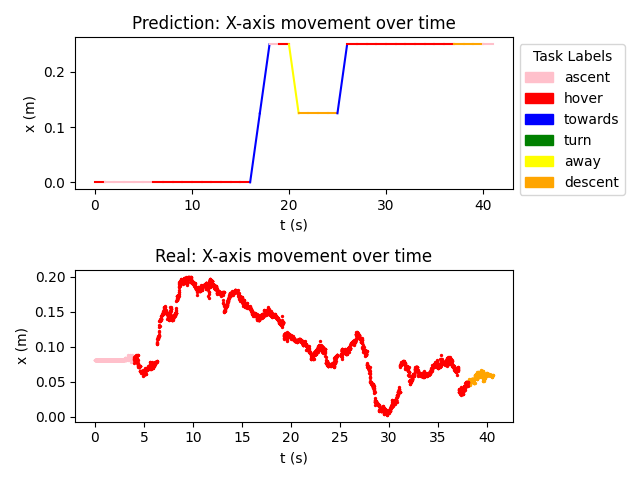 Prediction: X-axis movement over time
0.2
0.1
0.0
x (m)
0 10 20 30 40
t (s)
Task Labels
ascent
hover
towards
turn
away
descent
Real: X-axis movement over time
0.20
0.15
0.10
0.05
0.00
x (m)
0 5 10 15 20 25 30 35 40
t (s)